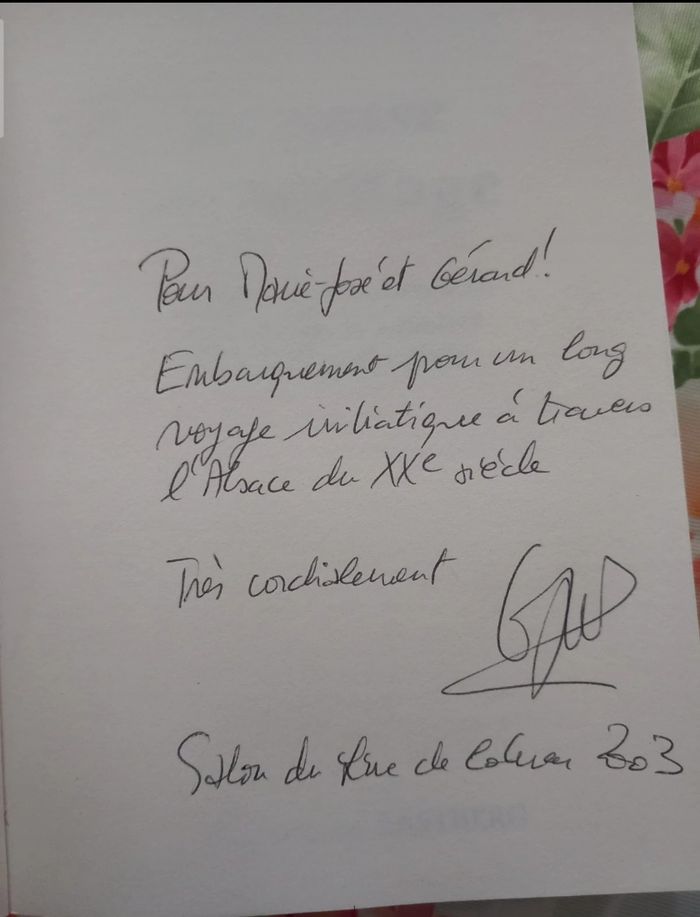 Pour Marie-José et Gérard!
Embarquement pour un long
voyage initiatique à travers
l'Alsace du XXe siècle
Très cordialement
Salon du Livre de Colmar 2003